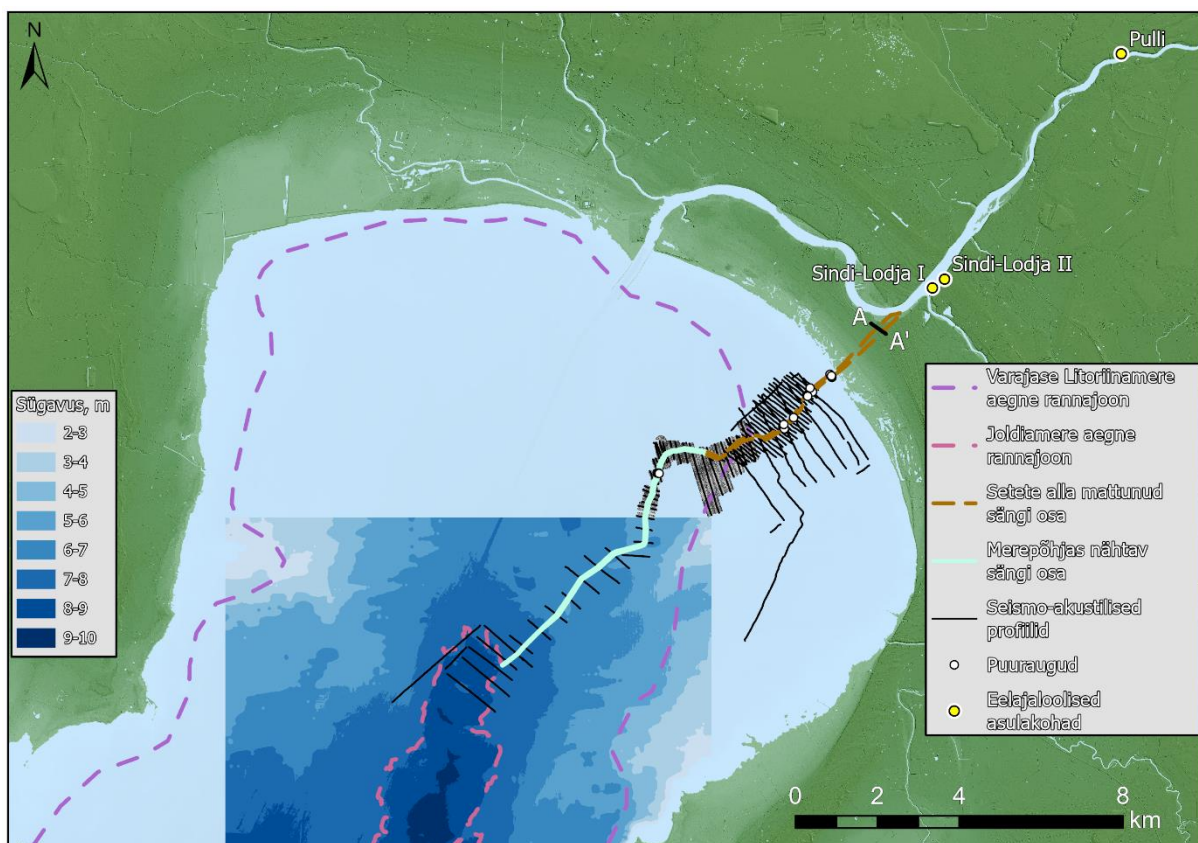 N
Pulli
Sindi-Lodja II
Sindi-Lodja I
A
A'
Sügavus, m
2-3
3-4
4-5
5-6
6-7
7-8
8-9
9-10
Varajase Litoriinamere
aegne rannajoon
Joldiamere aegne
rannajoon
Setete alla mattunud
sängi osa
Merepõhjas nähtav
sängi osa
Seismo-akustilised
profiilid
Puuraugud
Eelajaloolised
asulakohad
0 2 4 8
km